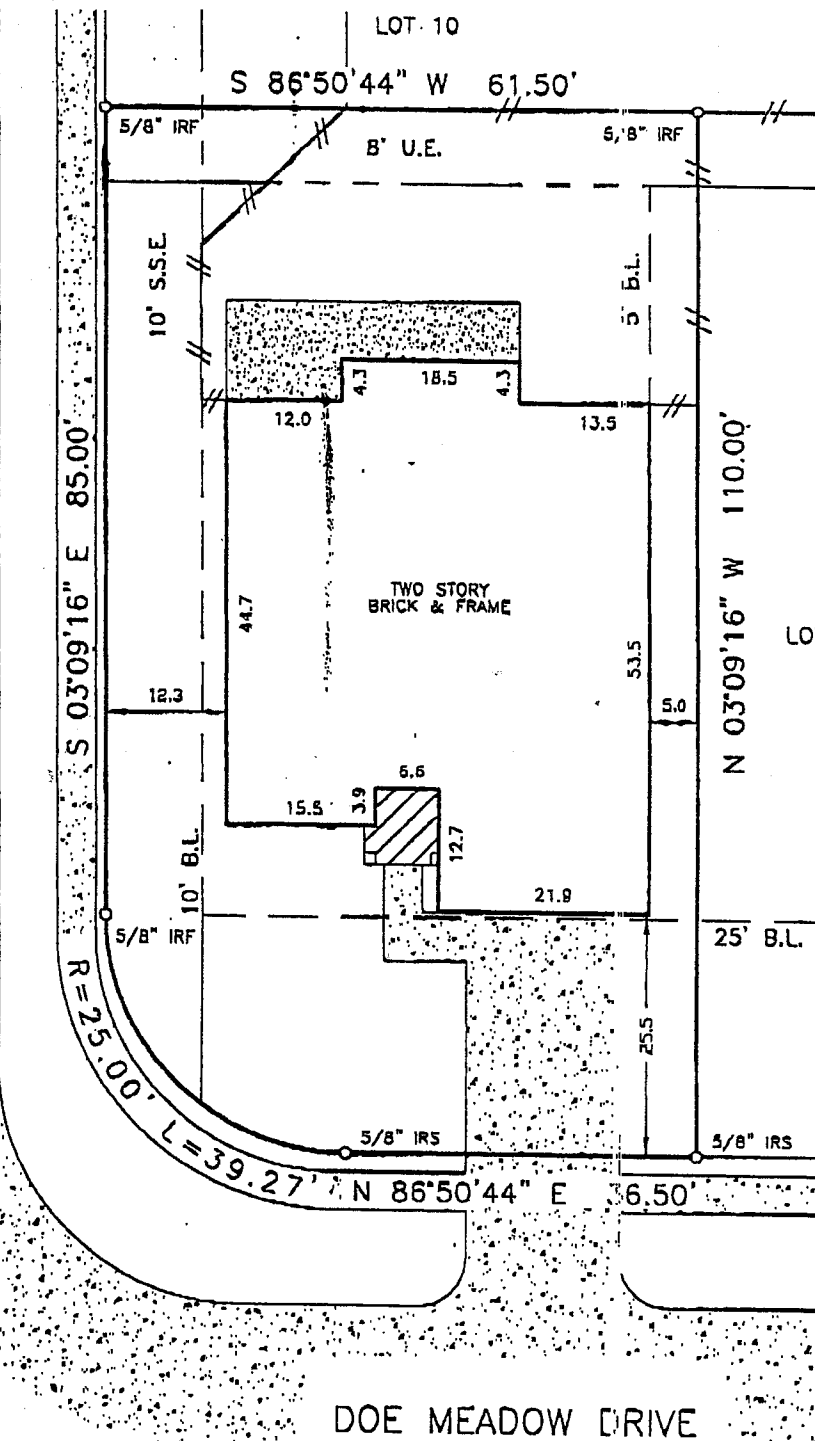 LOT 10
S 86°50'44" W 61.50'
5/8" IRF
5/8" IRF
8' U.E.
10' S.S.E.
5' B.L.
4.3
18.5
4.3
12.0
13.5
S 03°09'16" E 85.00'
N 03°09'16" W 110.00'
TWO STORY
BRICK & FRAME
44.7
53.5
LO
12.3
5.0
6.6
15.5
3.9
12.7
10' B.L.
21.9
5/8" IRF
25' B.L.
25.5
R=25.00' L=39.27'
5/8" IRS
5/8" IRS
N 86°50'44" E 36.50'
DOE MEADOW DRIVE